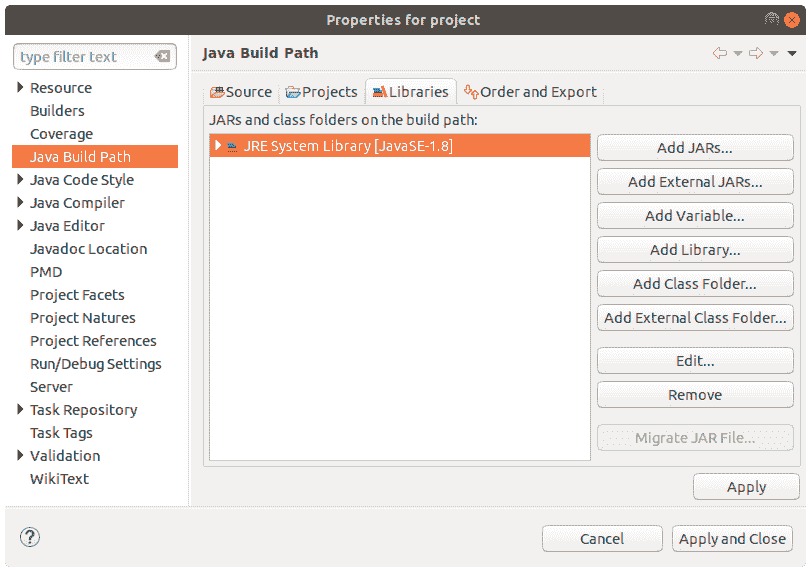 Properties for project
type filter text
Resource
Builders
Coverage
Java Build Path
Java Code Style
Java Compiler
Java Editor
Javadoc Location
PMD
Project Facets
Project Natures
Project References
Run/Debug Settings
Server
Task Repository
Task Tags
Validation
WikiText
Java Build Path
Source Projects Libraries Order and Export
JARs and class folders on the build path:
JRE System Library [JavaSE-1.8]
Add JARs...
Add External JARs...
Add Variable...
Add Library...
Add Class Folder...
Add External Class Folder...
Edit...
Remove
Migrate JAR File...
Apply
? Cancel Apply and Close